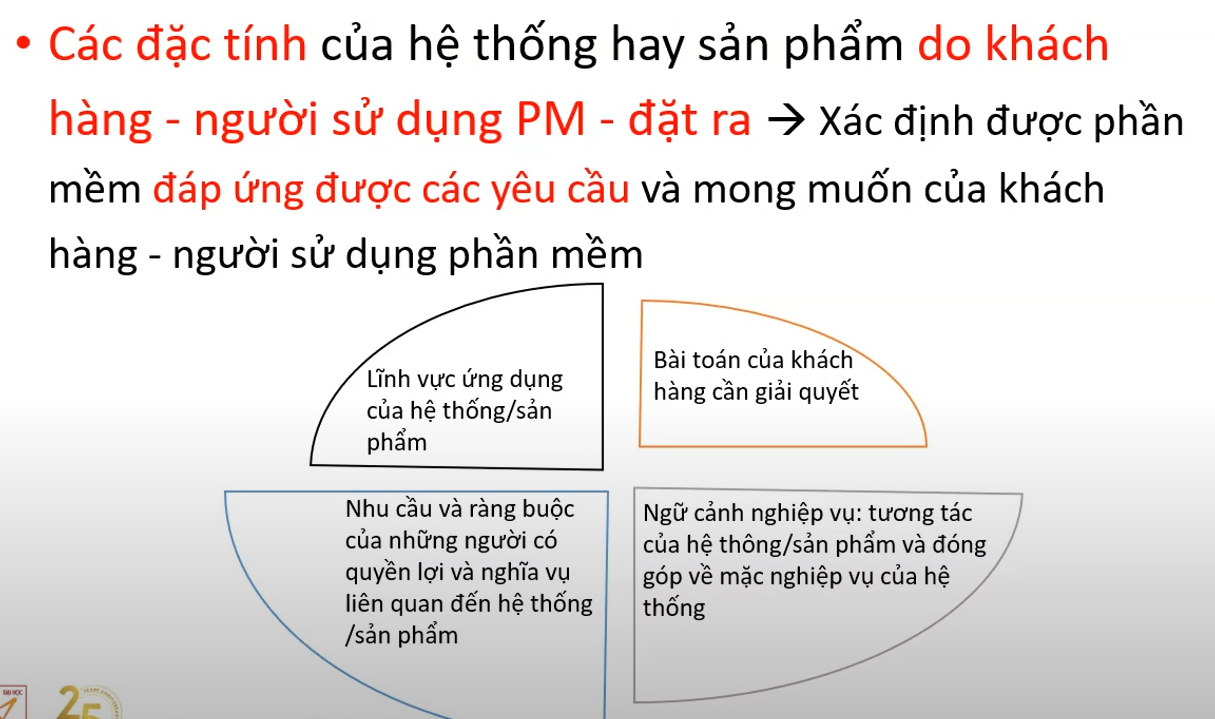 • Các đặc tính của hệ thống hay sản phẩm do khách
hàng - người sử dụng PM - đặt ra → Xác định được phần
mềm đáp ứng được các yêu cầu và mong muốn của khách
hàng - người sử dụng phần mềm
Lĩnh vực ứng dụng
của hệ thống/sản
phẩm
Bài toán của khách
hàng cần giải quyết
Nhu cầu và ràng buộc
của những người có
quyền lợi và nghĩa vụ
liên quan đến hệ thống
/sản phẩm
Ngữ cảnh nghiệp vụ: tương tác
của hệ thông/sản phẩm và đóng
góp về mặc nghiệp vụ của hệ
thống
ĐẠI HỌC
25